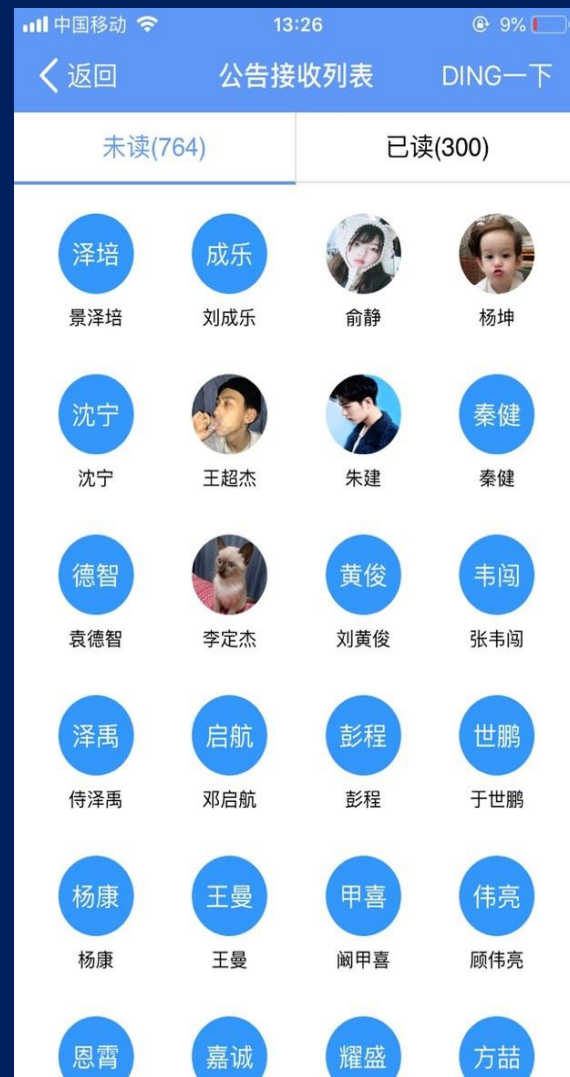 中国移动 13:26 9%
返回 公告接收列表 DING一下
未读(764) 已读(300)
泽培 成乐
景泽培 刘成乐 俞静 杨坤
沈宁 秦健
沈宁 王超杰 朱建 秦健
德智 黄俊 韦闯
袁德智 李定杰 刘黄俊 张韦闯
泽禹 启航 彭程 世鹏
侍泽禹 邓启航 彭程 于世鹏
杨康 王曼 甲喜 伟亮
杨康 王曼 阚甲喜 顾伟亮
恩霄 嘉诚 耀盛 方喆